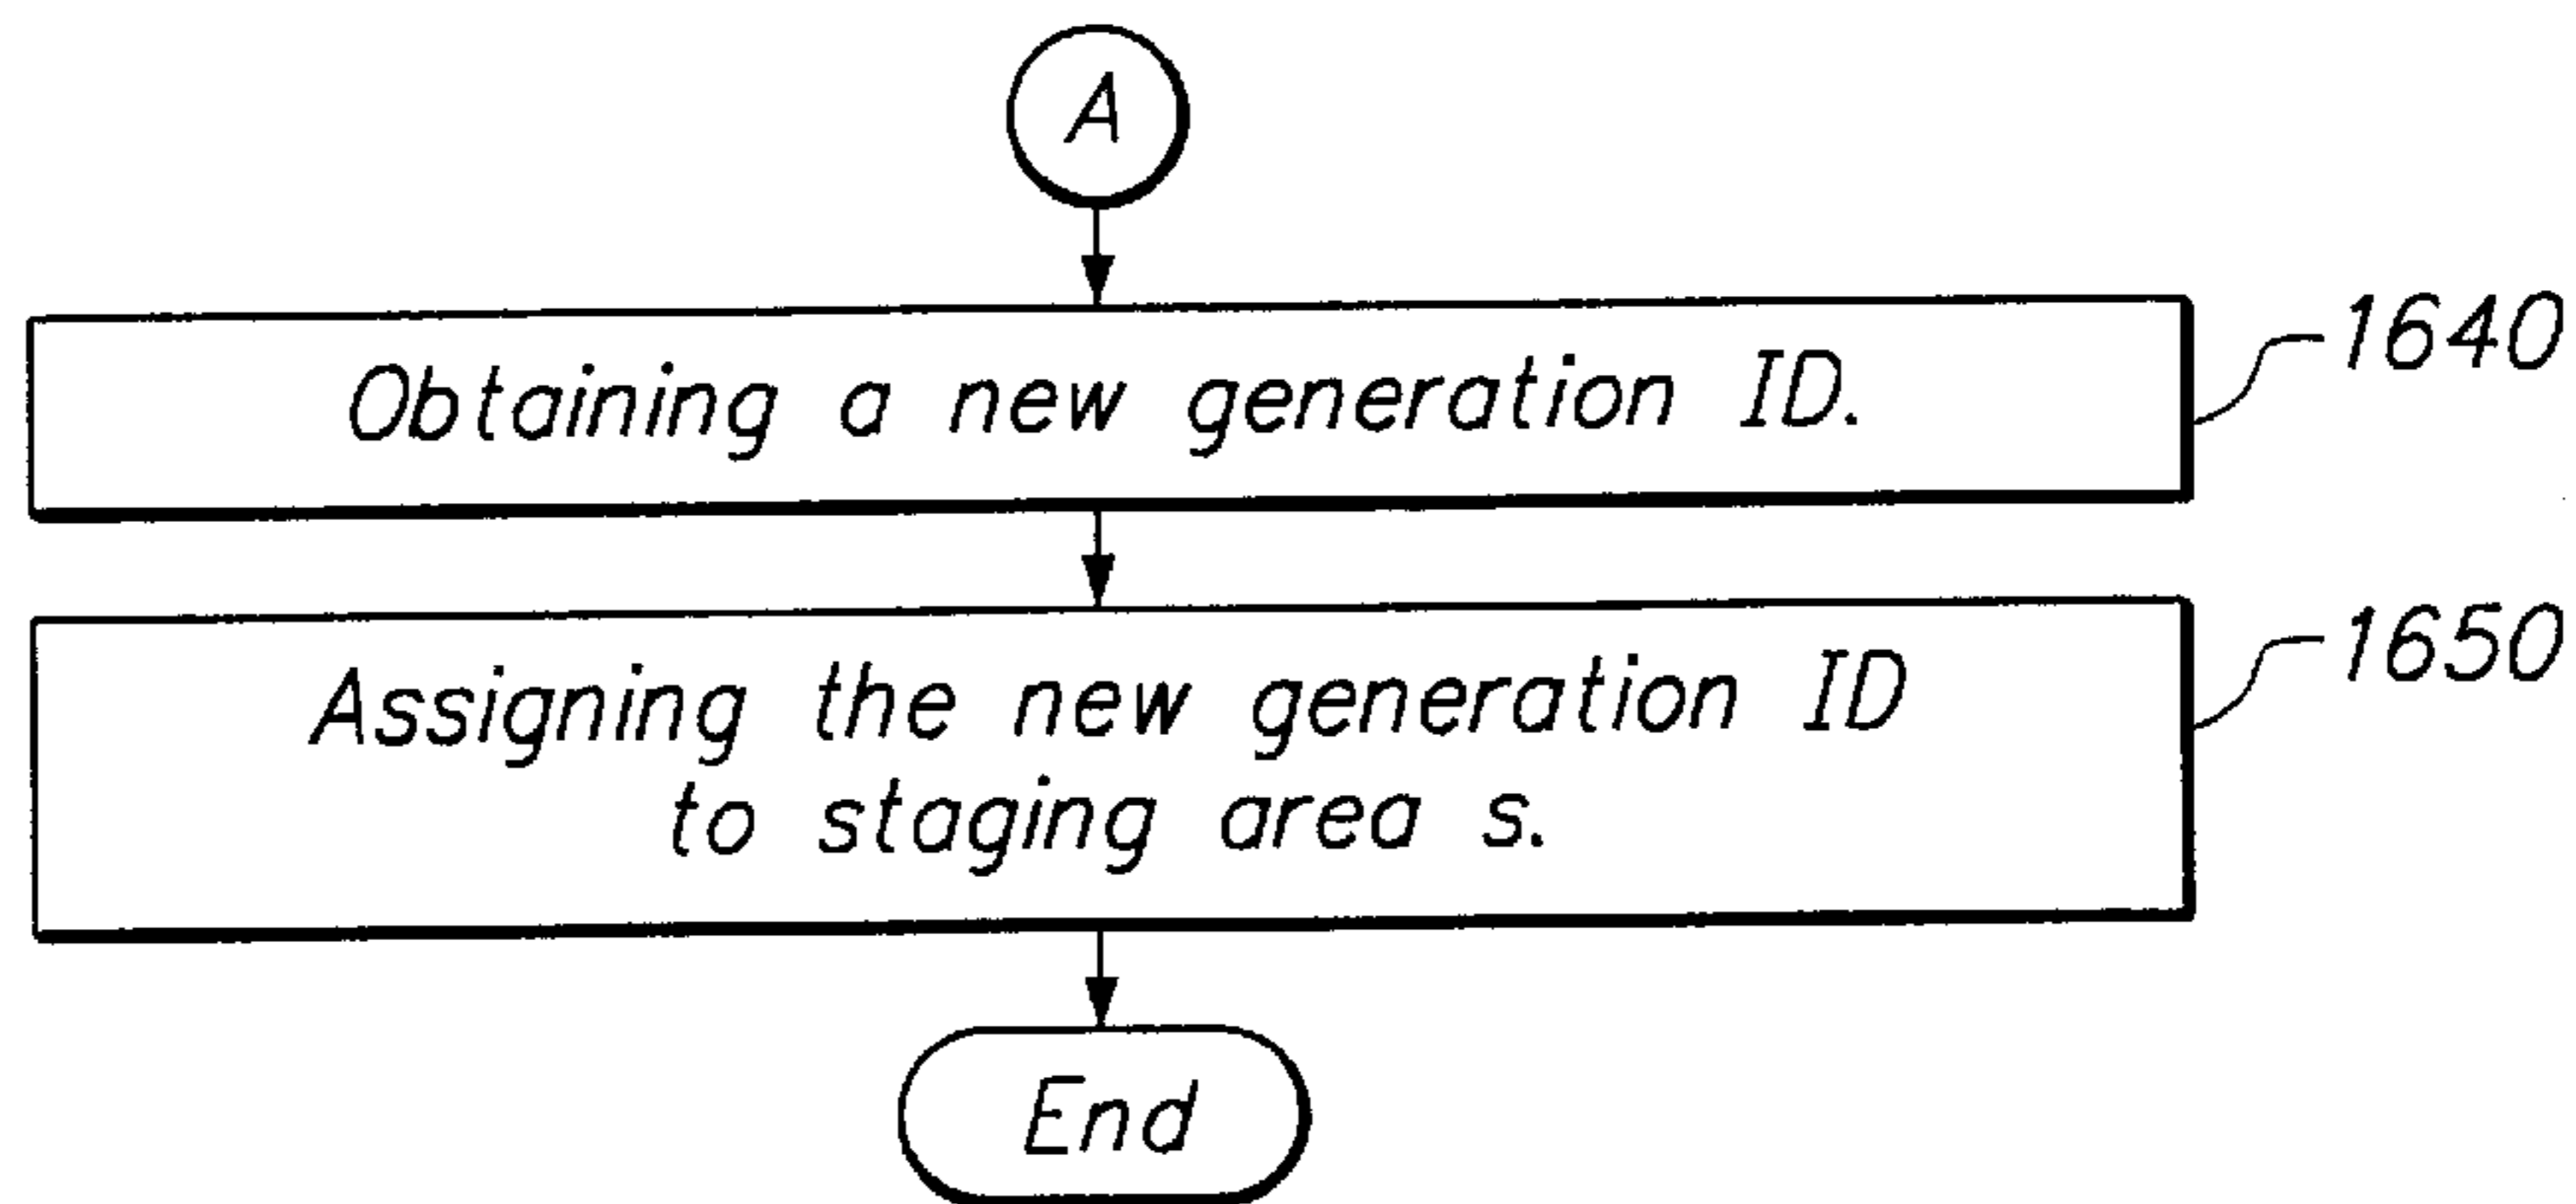 A
Obtaining a new generation ID.
1640
Assigning the new generation ID
to staging area s.
1650
End